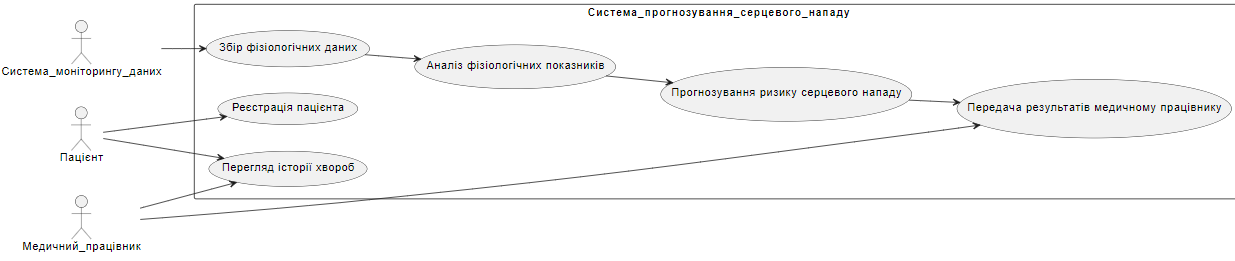 Система_прогнозування_серцевого_нападу
Збір фізіологічних даних
Система_моніторингу_даних
Аналіз фізіологічних показників
Прогнозування ризику серцевого нападу
Передача результатів медичному працівнику
Реєстрація пацієнта
Пацієнт
Перегляд історії хвороб
Медичний_працівник